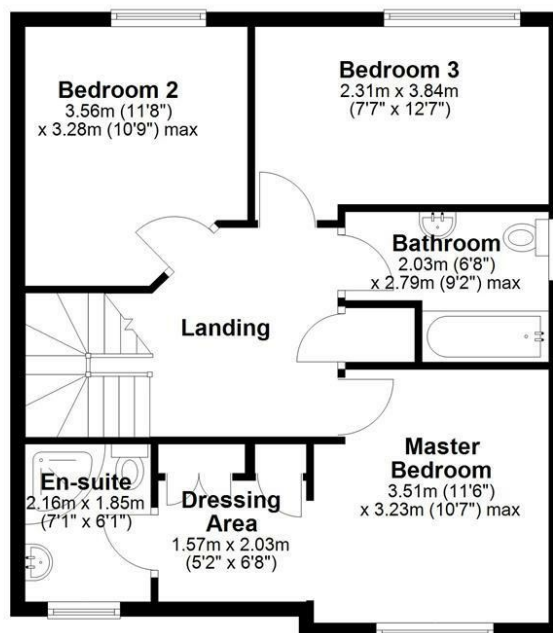 Bedroom 2
3.56m (11'8")
x 3.28m (10'9") max
Bedroom 3
2.31m x 3.84m
(7'7" x 12'7")
Bathroom
2.03m (6'8")
x 2.79m (9'2") max
Landing
Master
Bedroom
3.51m (11'6")
x 3.23m (10'7") max
En-suite
2.16m x 1.85m
(7'1" x 6'1")
Dressing
Area
1.57m x 2.03m
(5'2" x 6'8")